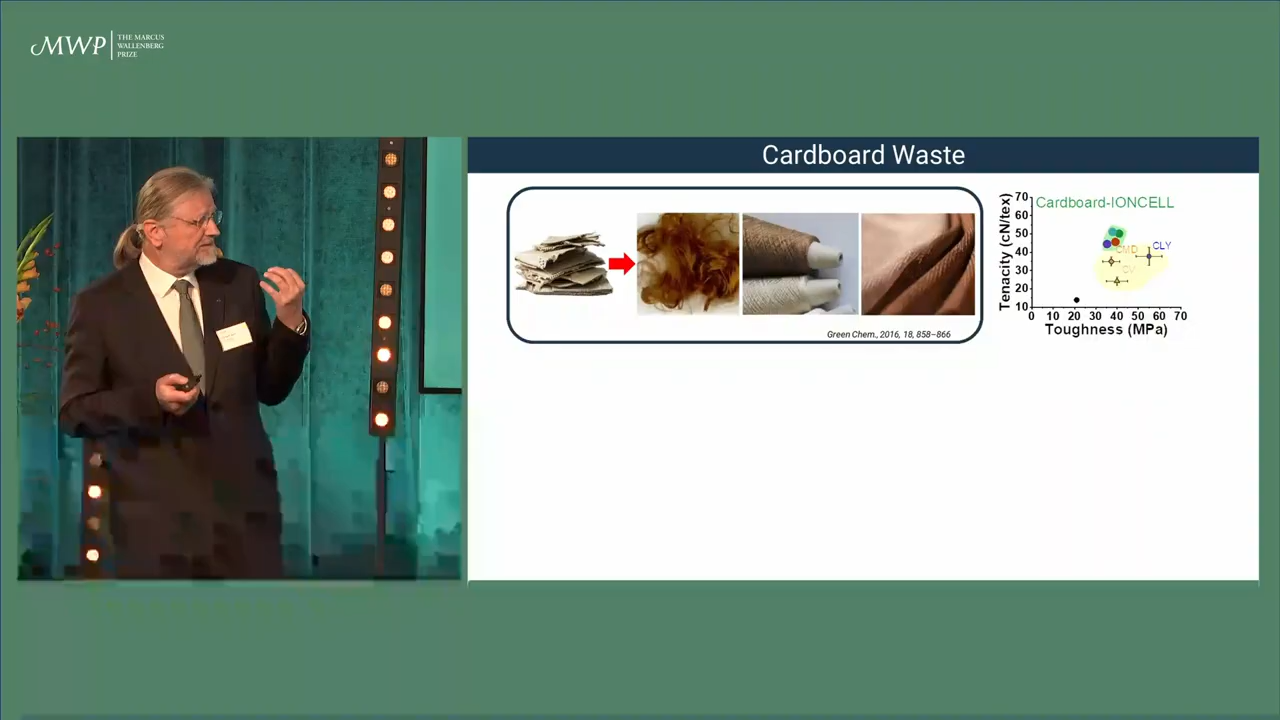 MWP
THE MARCUS
WALLENBERG
PRIZE
Cardboard Waste
Green Chem., 2016, 18, 858–866
Cardboard-IONCELL
Tenacity (cN/tex)
70
60
50
40
30
20
10
CLY
CMD
CV
0 10 20 30 40 50 60 70
Toughness (MPa)